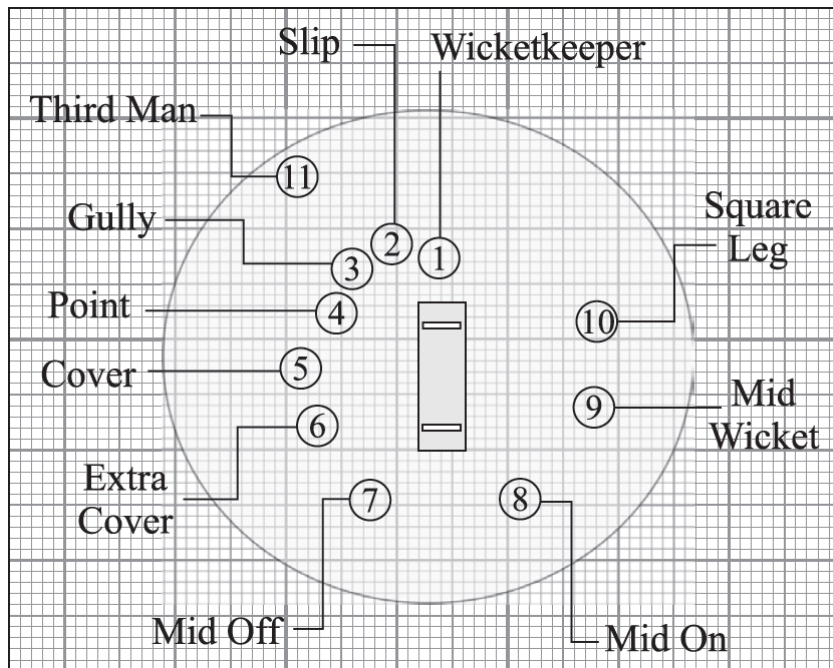 Slip
Wicketkeeper
Third Man
11
Gully
Square
Leg
2
1
3
Point
4
10
Cover
5
Mid
Wicket
9
6
Extra
Cover
7
8
Mid Off
Mid On